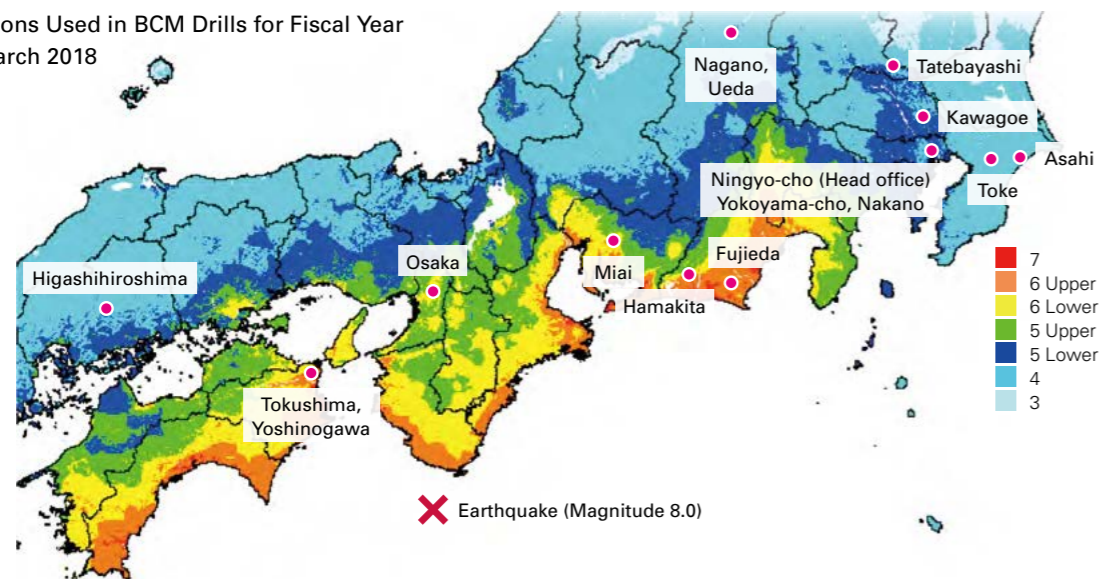 ons Used in BCM Drills for Fiscal Year
arch 2018
Nagano,
Ueda
Tatebayashi
Kawagoe
Asahi
Toke
Ningyo-cho (Head office)
Yokoyama-cho, Nakano
Fujieda
Miai
Hamakita
Osaka
Higashihiroshima
Tokushima,
Yoshinogawa
7
6 Upper
6 Lower
5 Upper
5 Lower
4
3
Earthquake (Magnitude 8.0)